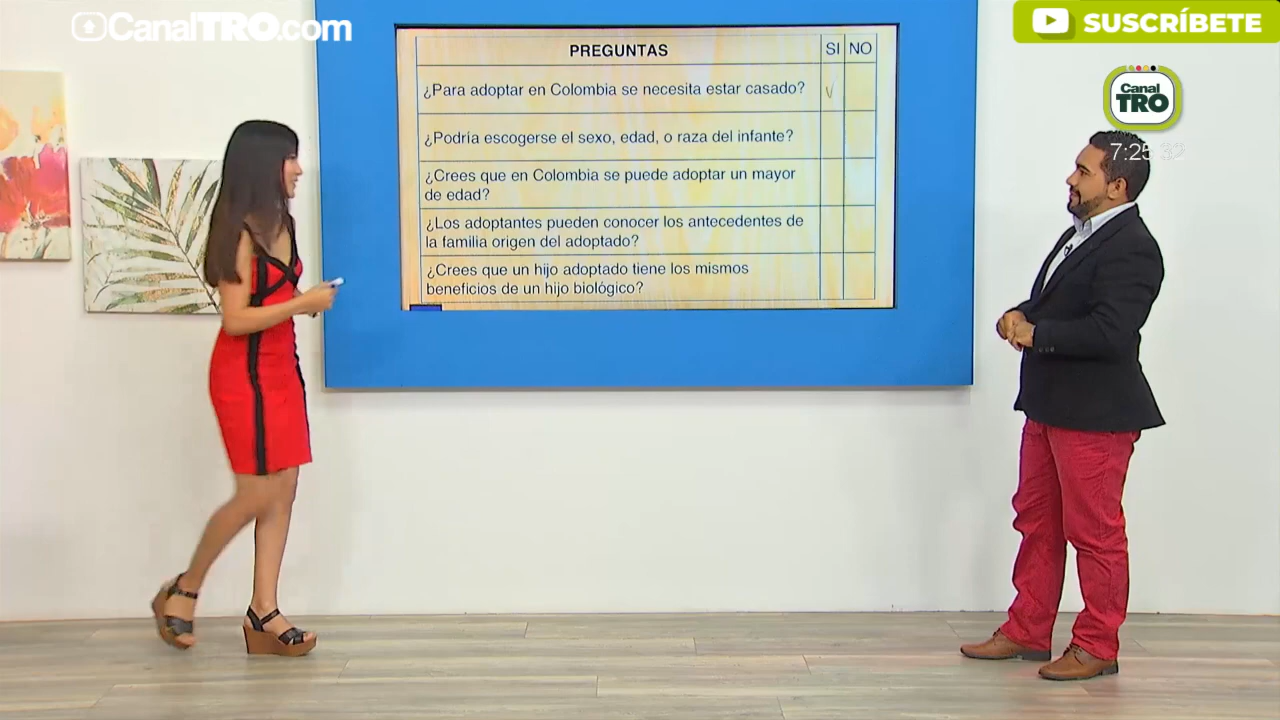 CanalTRO.com
SUSCRÍBETE
Canal
TRO
7:25:32
PREGUNTAS SI NO
¿Para adoptar en Colombia se necesita estar casado?
¿Podría escogerse el sexo, edad, o raza del infante?
¿Crees que en Colombia se puede adoptar un mayor
de edad?
¿Los adoptantes pueden conocer los antecedentes de
la familia origen del adoptado?
¿Crees que un hijo adoptado tiene los mismos
beneficios de un hijo biológico?